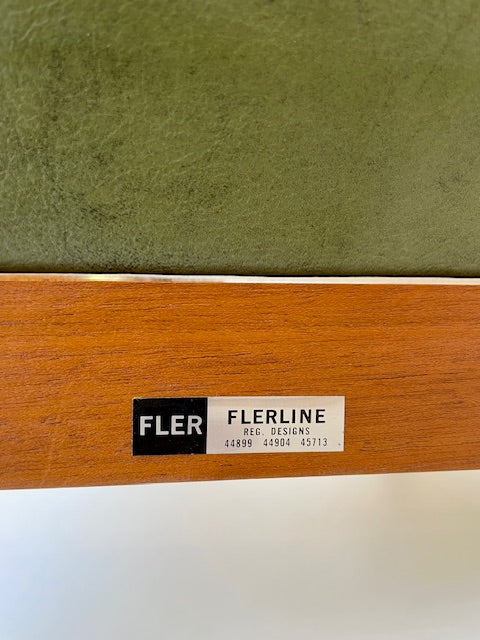 FLER
FLERLINE
REG. DESIGNS
44899 44904 45713